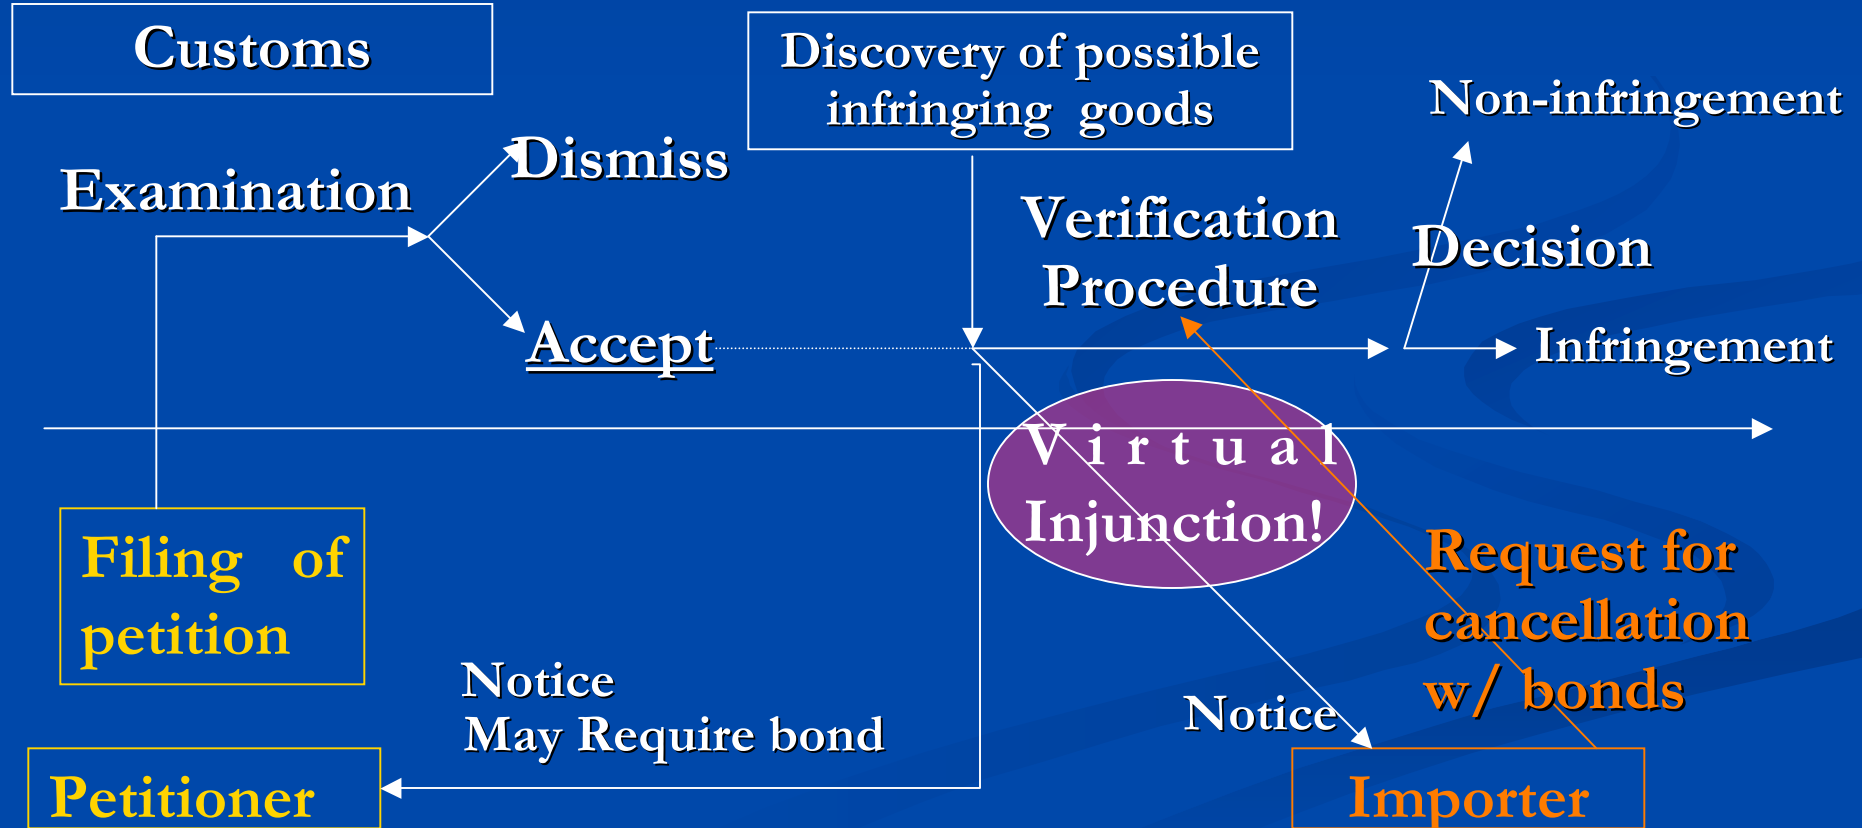 Customs
Discovery of possible
infringing goods
Non-infringement
Dismiss
Examination
Verification
Procedure
Decision
Accept
Infringement
Virtual
Injunction!
Filing of
petition
Request for
cancellation
w/ bonds
Notice
May Require bond
Notice
Petitioner
Importer